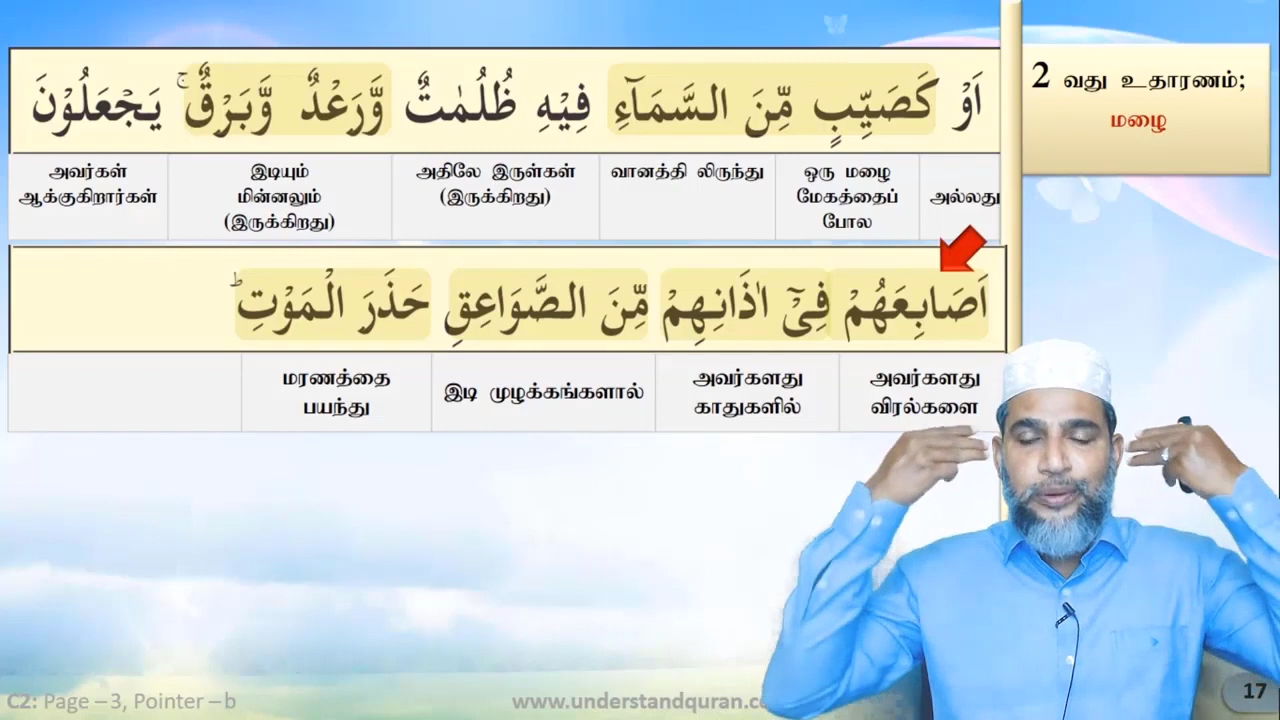 اَوْ كَصَيِّبٍ مِّنَ السَّمَآءِ فِيْهِ ظُلُمٰتٌ وَّرَعْدٌ وَّبَرْقٌ ۚ يَجْعَلُوْنَ
அல்லது
ஒரு மழை
மேகத்தைப்
போல
வானத்தி லிருந்து
அதிலே இருள்கள்
(இருக்கிறது)
இடியும்
மின்னலும்
(இருக்கிறது)
அவர்கள்
ஆக்குகிறார்கள்
اَصَابِعَهُمْ فِيْٓ اٰذَانِهِمْ مِّنَ الصَّوَاعِقِ حَذَرَ الْمَوْتِ ؕ
அவர்களது
விரல்களை
அவர்களது
காதுகளில்
இடி முழக்கங்களால்
மரணத்தை
பயந்து
2 வது உதாரணம்;
மழை
C2: Page – 3, Pointer – b
www.understandquran.co
17